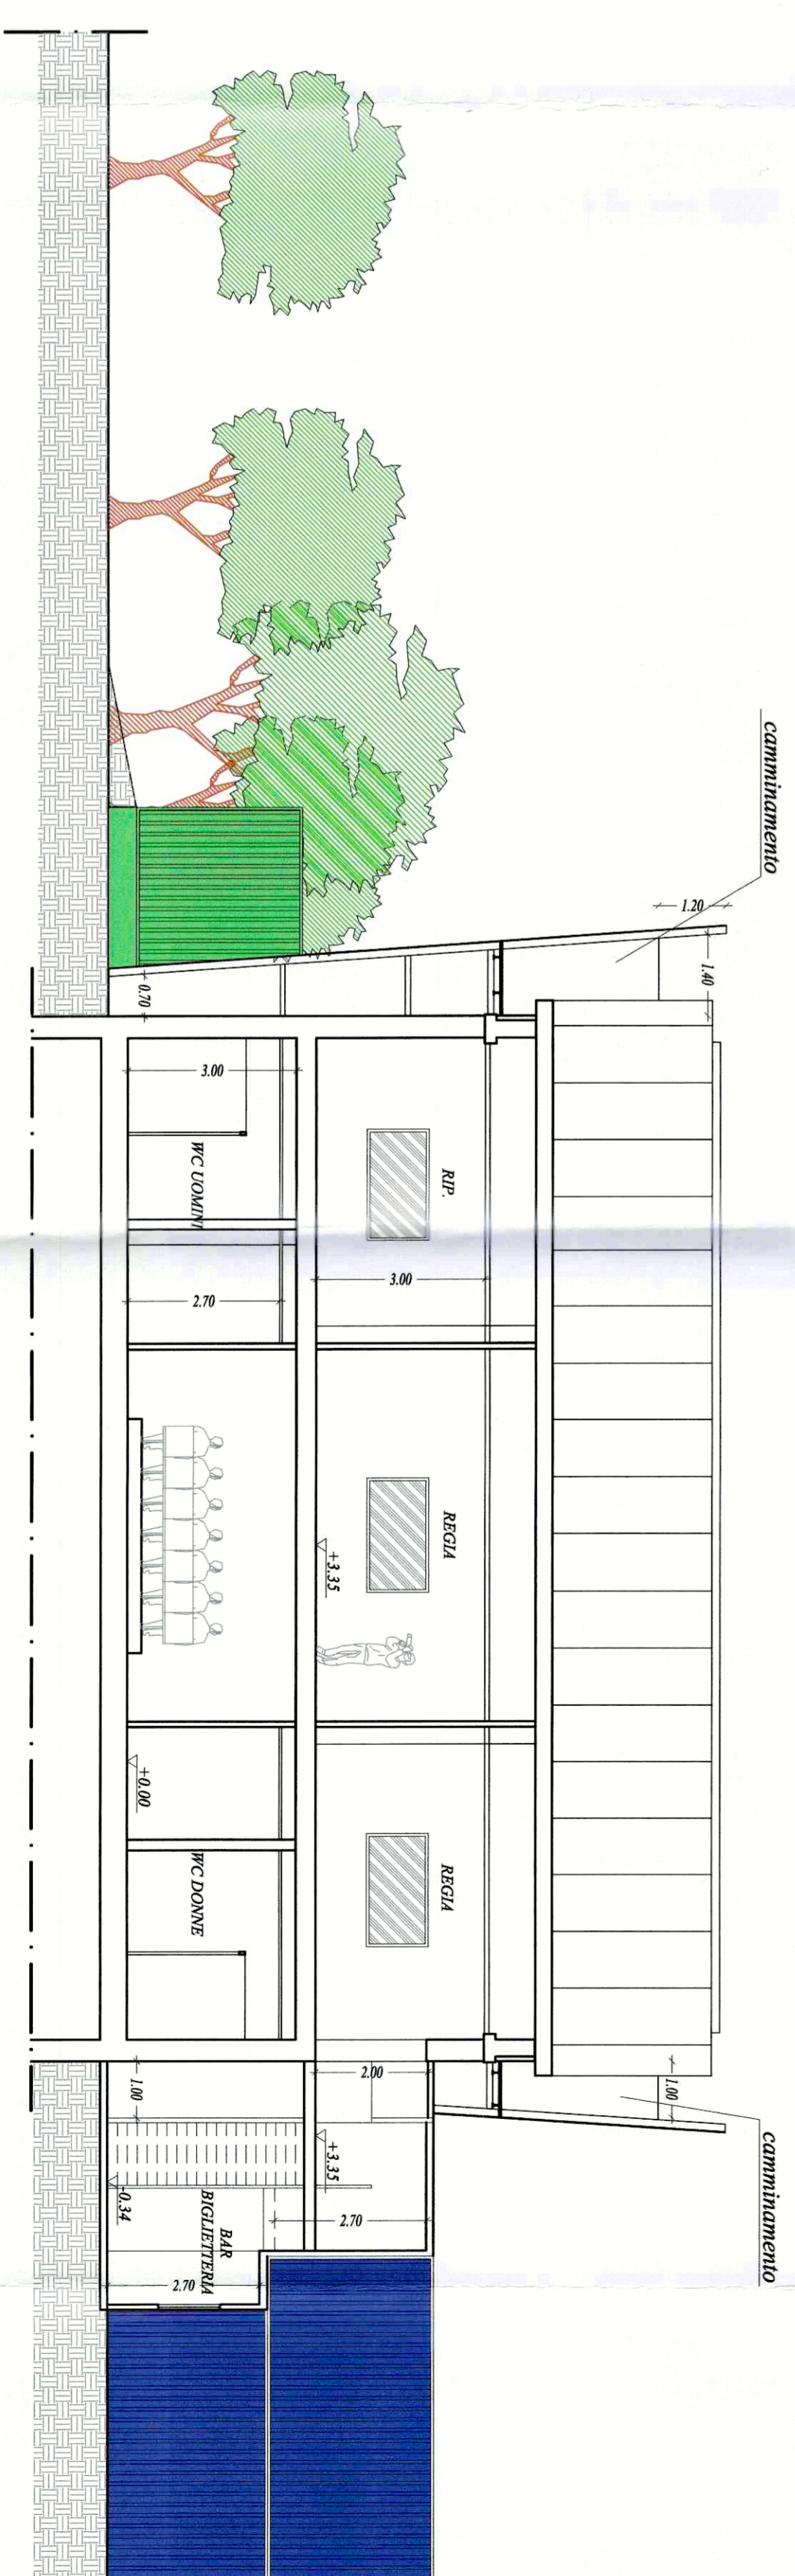 camminamento
1.20
1.40
0.70
3.00
WC UOMINI
RIP.
3.00
2.70
REGIA
+3.35
+0.00
REGIA
WC DONNE
2.00
1.00
1.00
camminamento
+3.35
-0.34
2.70
BAR
BIGLIETTERIA
2.70